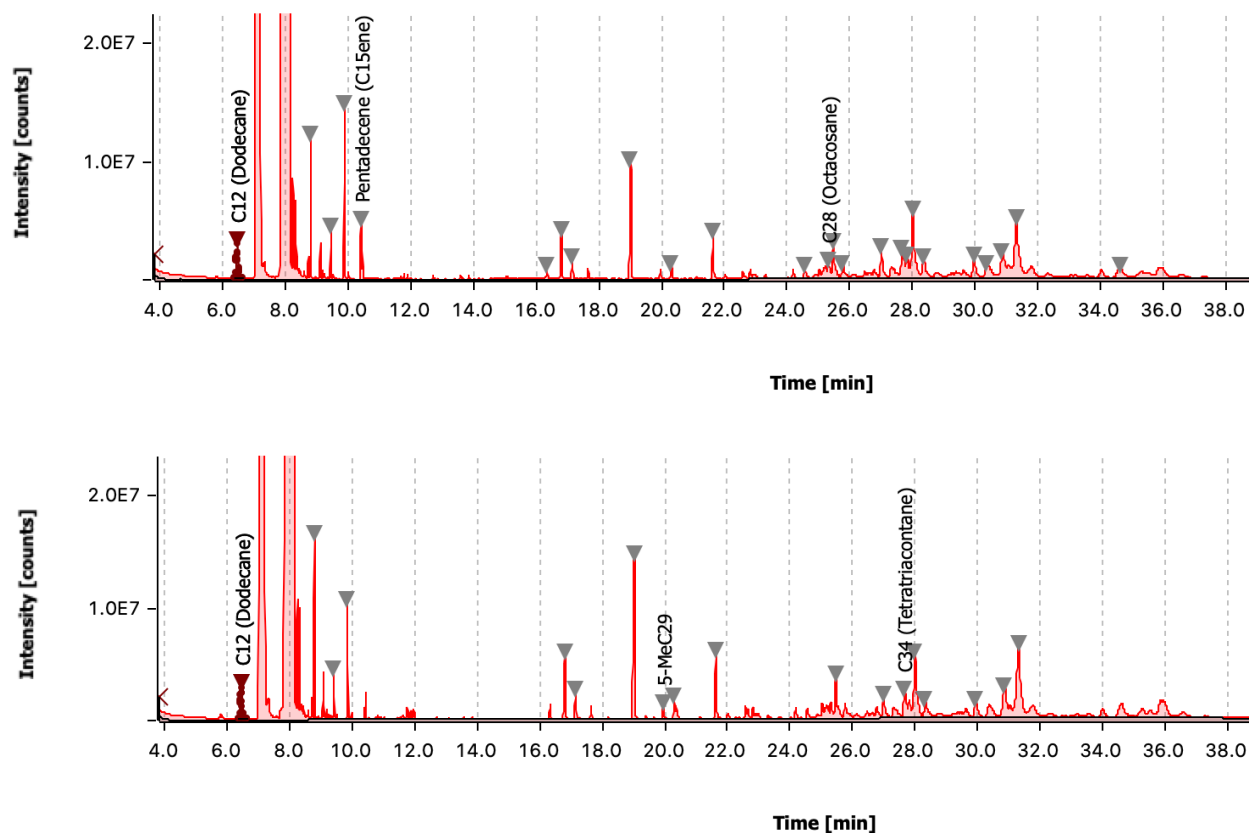 Intensity [counts]
2.0E7
1.0E7
C12 (Dodecane)
Pentadecene (C15ene)
C28 (Octacosane)
4.0 6.0 8.0 10.0 12.0 14.0 16.0 18.0 20.0 22.0 24.0 26.0 28.0 30.0 32.0 34.0 36.0 38.0
Time [min]
Intensity [counts]
2.0E7
1.0E7
C12 (Dodecane)
5-MeC29
C34 (Tetratriacontane)
4.0 6.0 8.0 10.0 12.0 14.0 16.0 18.0 20.0 22.0 24.0 26.0 28.0 30.0 32.0 34.0 36.0 38.0
Time [min]